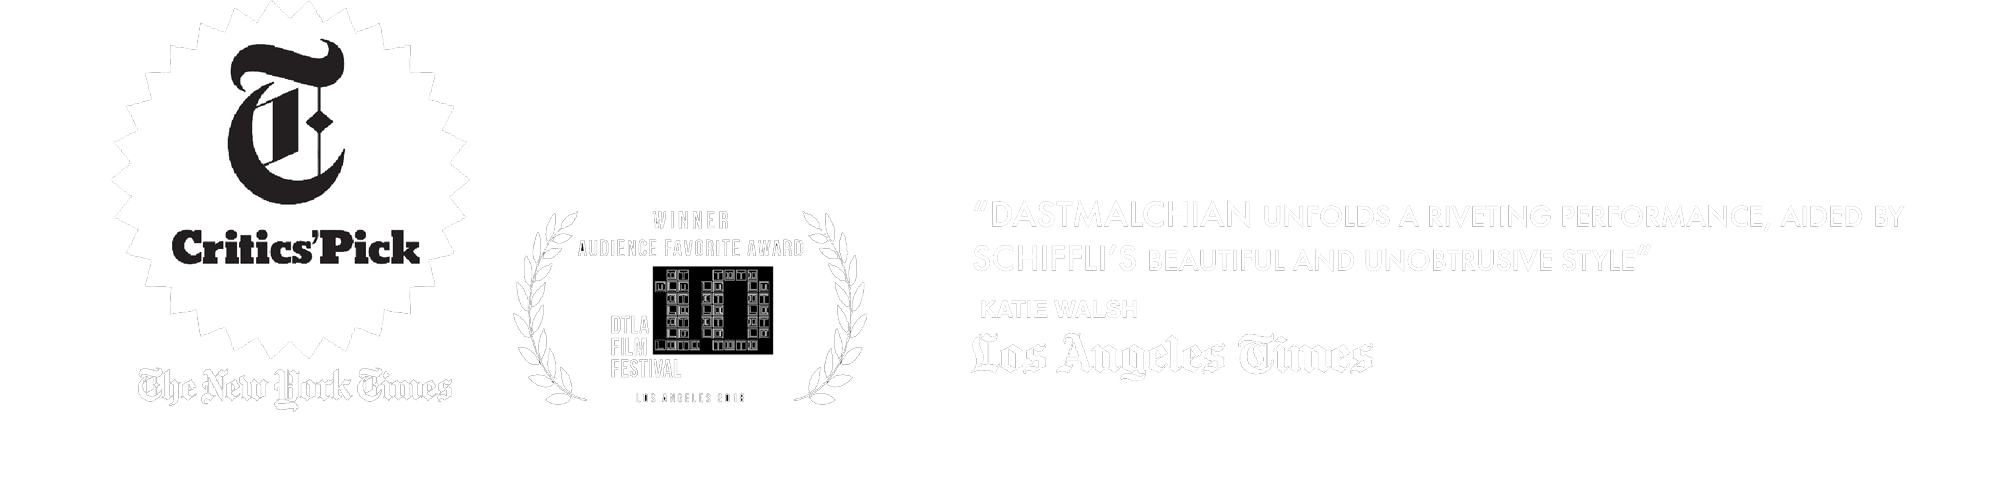 T
Critics' Pick
The New York Times
WINNER
AUDIENCE FAVORITE AWARD
10
DTLA
FILM
FESTIVAL
“DASTMALCHIAN UNFOLDS A RIVETING PERFORMANCE, AIDED BY
SCHIFFLI’S BEAUTIFUL AND UNOBTRUSIVE STYLE”
KATIE WALSH
Los Angeles Times